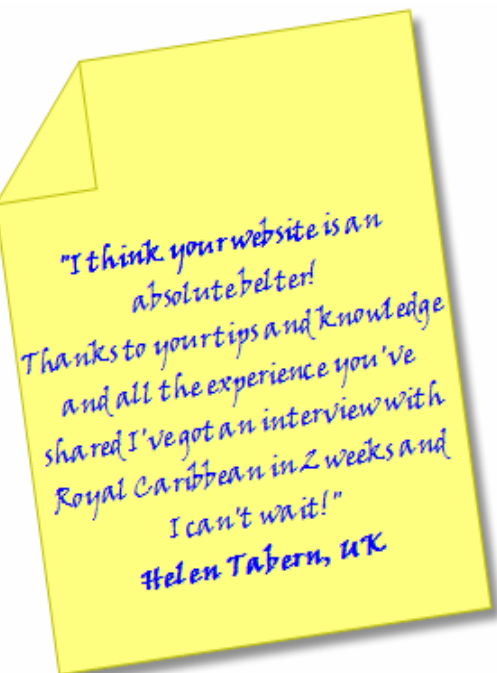 "I think your website is an
absolute belter!
Thanks to your tips and knowledge
and all the experience you've
shared I've got an interview with
Royal Caribbean in 2 weeks and
I can't wait!"
Helen Tabern, UK